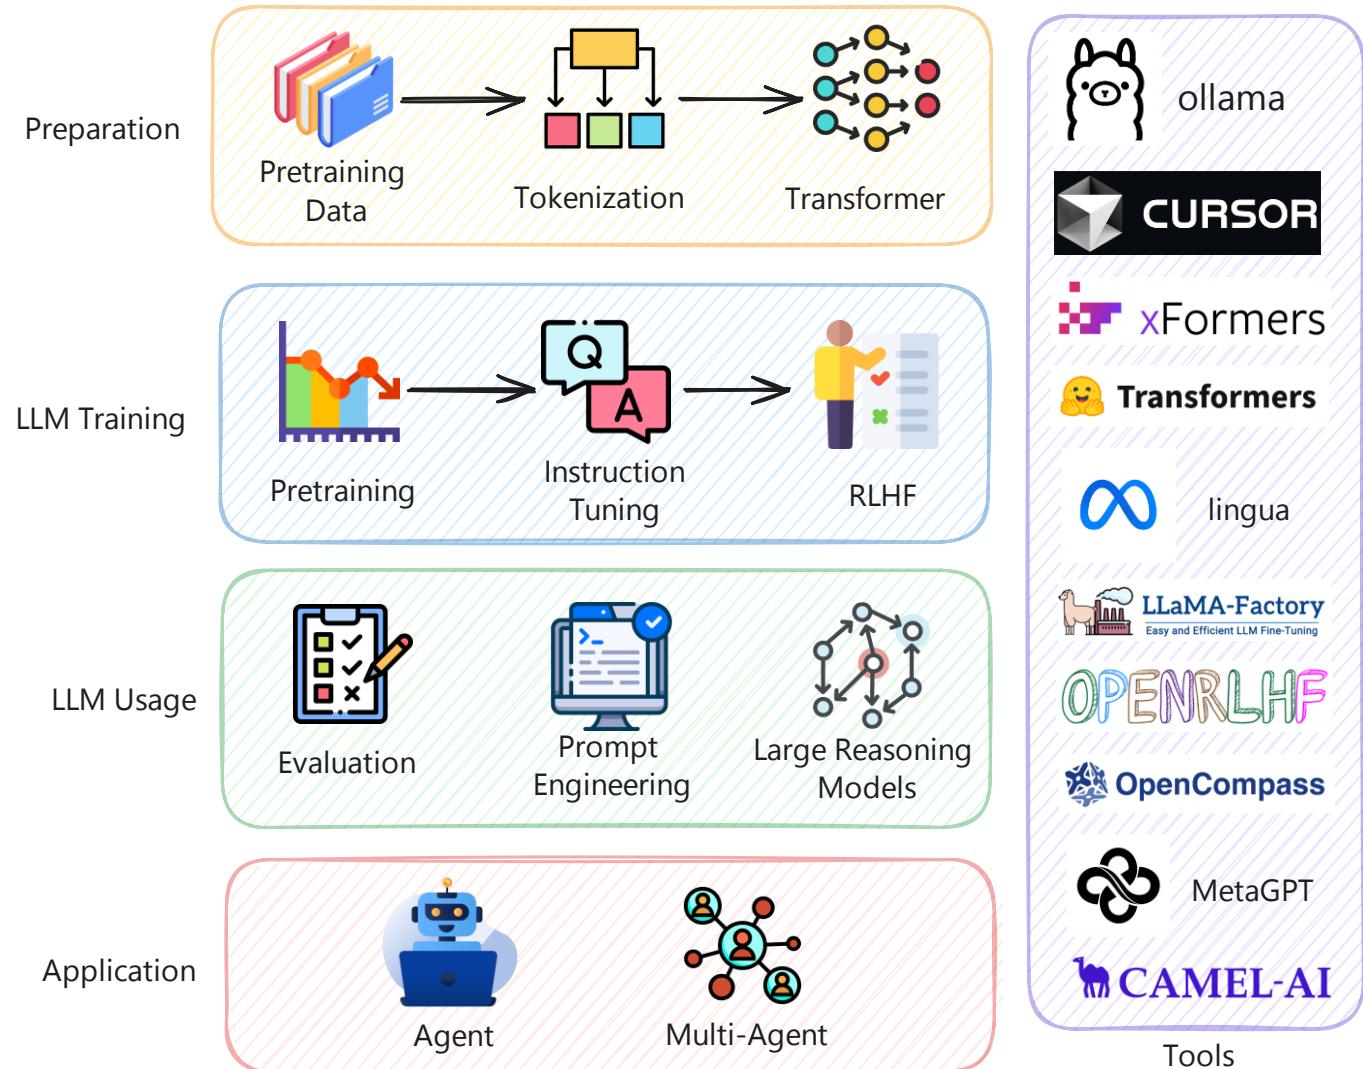 Preparation
Pretraining
Data
Tokenization
Transformer
LLM Training
Q
A
Pretraining
Instruction
Tuning
RLHF
LLM Usage
Evaluation
Prompt
Engineering
Large Reasoning
Models
Application
Agent
Multi-Agent
ollama
CURSOR
xFormers
Transformers
lingua
LLaMA-Factory
Easy and Efficient LLM Fine-Tuning
OPENRLHF
OpenCompass
MetaGPT
CAMEL-AI
Tools